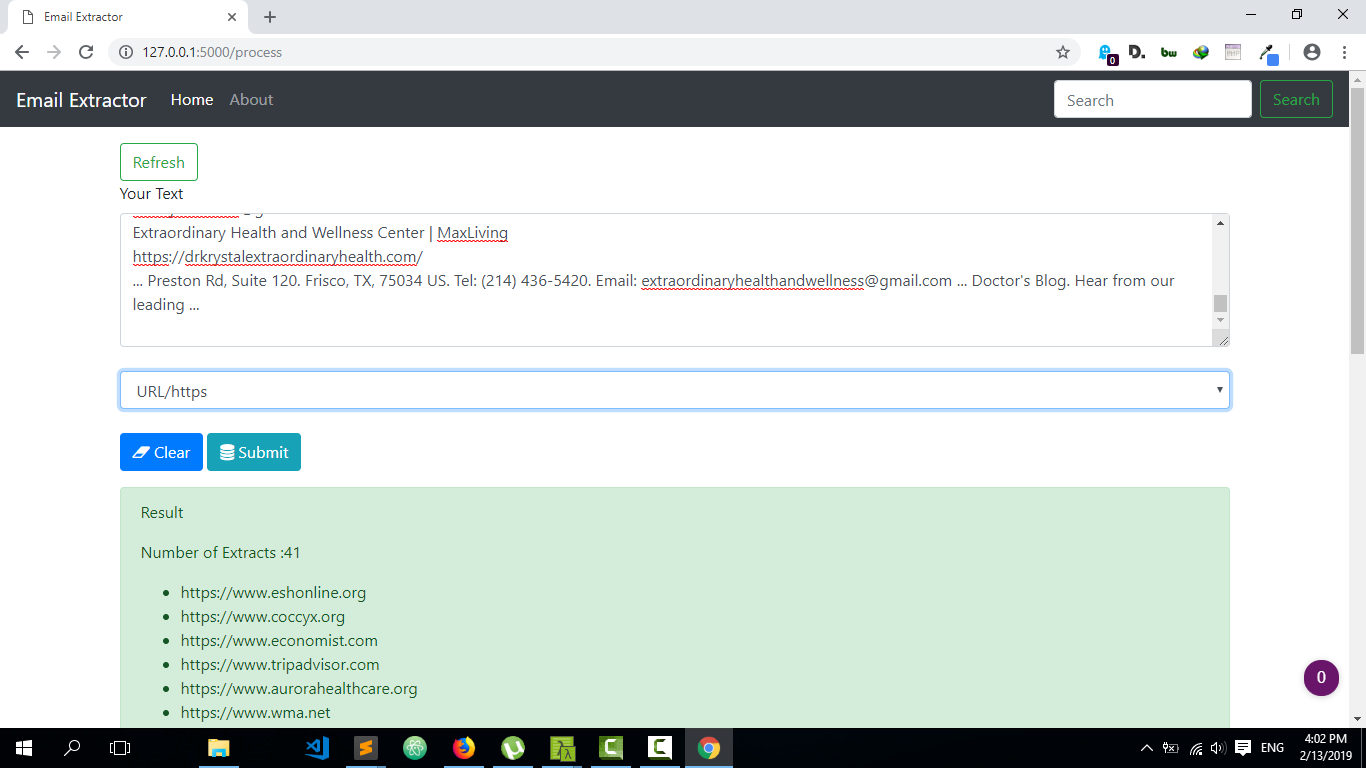 Email Extractor
127.0.0.1:5000/process
0
D.
bw
PHP
Email Extractor Home About Search Search
Refresh
Your Text
Extraordinary Health and Wellness Center | MaxLiving
https://drkrystalextraordinaryhealth.com/
... Preston Rd, Suite 120. Frisco, TX, 75034 US. Tel: (214) 436-5420. Email: extraordinaryhealthandwellness@gmail.com ... Doctor's Blog. Hear from our
leading ...
URL/https
Clear Submit
Result
Number of Extracts :41
https://www.eshonline.org
https://www.coccyx.org
https://www.economist.com
https://www.tripadvisor.com
https://www.aurorahealthcare.org
0
https://www.wma.net
ENG
4:02 PM
2/13/2019